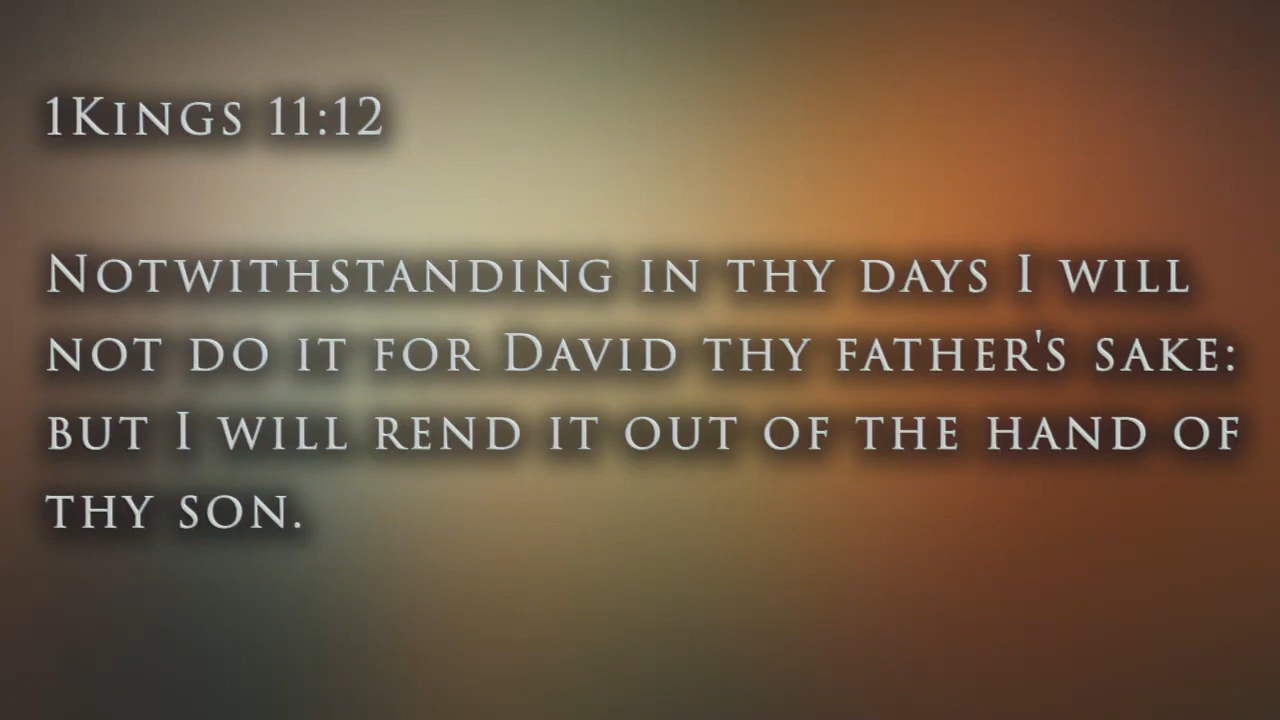 1Kings 11:12
Notwithstanding in thy days I will
not do it for David thy father's sake:
but I will rend it out of the hand of
thy son.